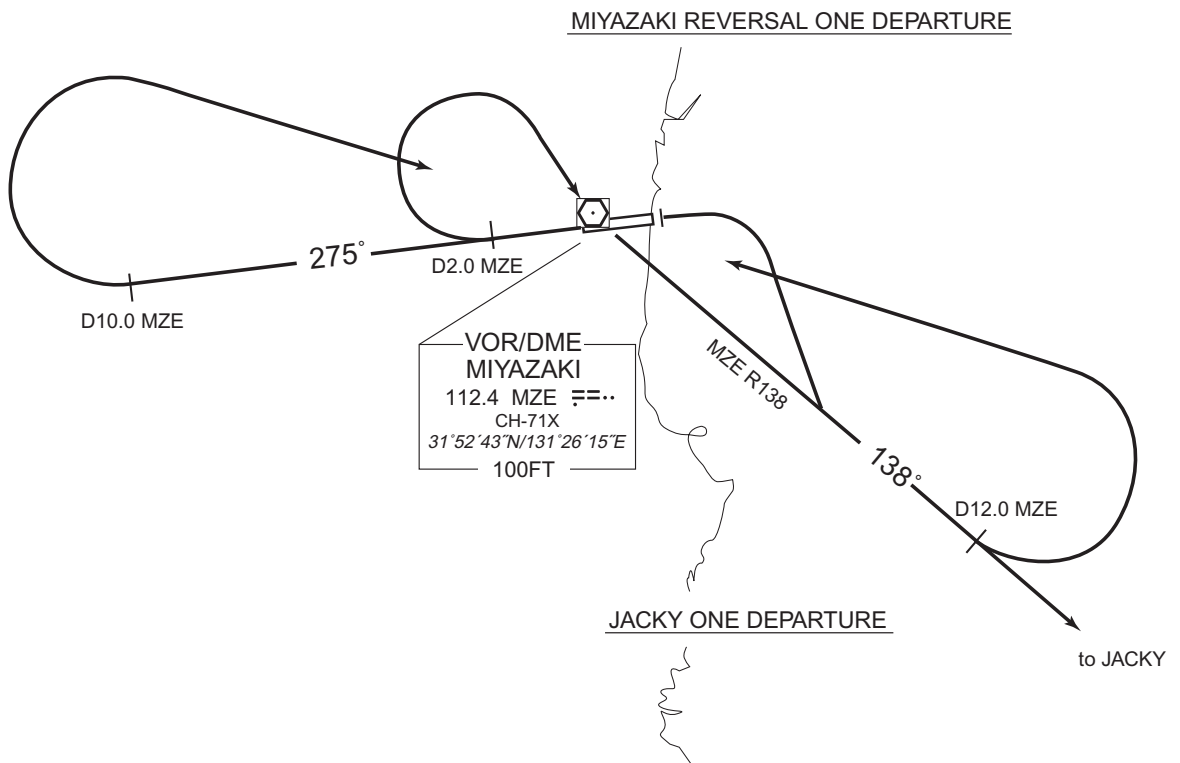 MIYAZAKI REVERSAL ONE DEPARTURE
275°
D2.0 MZE
D10.0 MZE
VOR/DME
MIYAZAKI
112.4 MZE
CH-71X
31°52′43″N/131°26′15″E
100FT
MZE R138
138°
D12.0 MZE
JACKY ONE DEPARTURE
to JACKY